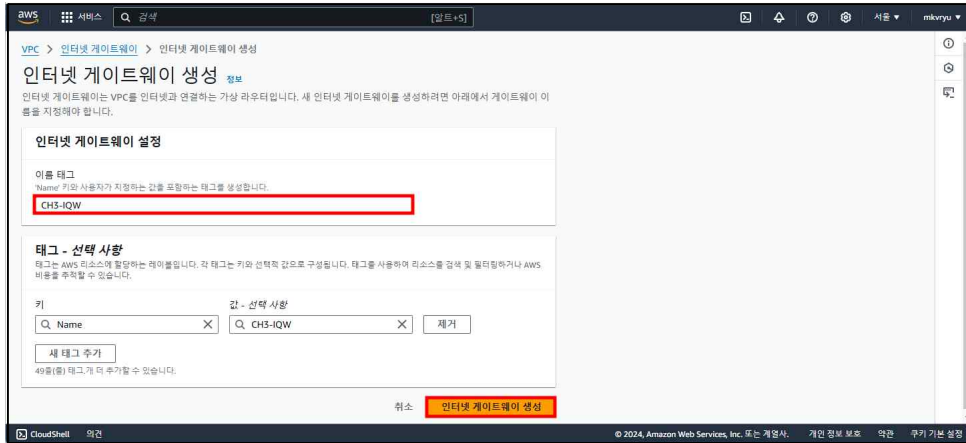 aws 서비스 검색 [알트+S] 서울 ▼ mkvryu ▼
VPC > 인터넷 게이트웨이 > 인터넷 게이트웨이 생성
인터넷 게이트웨이 생성 정보
인터넷 게이트웨이는 VPC를 인터넷과 연결하는 가상 라우터입니다. 새 인터넷 게이트웨이를 생성하려면 아래에서 게이트웨이 이
름을 지정해야 합니다.
인터넷 게이트웨이 설정
이름 태그
'Name' 키와 사용자가 지정하는 값을 포함하는 태그를 생성합니다.
CH3-IQW
태그 - 선택 사항
태그는 AWS 리소스에 할당하는 레이블입니다. 각 태그는 키와 선택적 값으로 구성됩니다. 태그를 사용하여 리소스를 검색 및 필터링하거나 AWS
비용을 추적할 수 있습니다.
키 값 - 선택 사항
Name CH3-IQW 제거
새 태그 추가
49을(를) 태그.개 더 추가할 수 있습니다.
취소 인터넷 게이트웨이 생성
CloudShell 의견 © 2024, Amazon Web Services, Inc. 또는 계열사. 개인 정보 보호 약관 쿠키 기본 설정